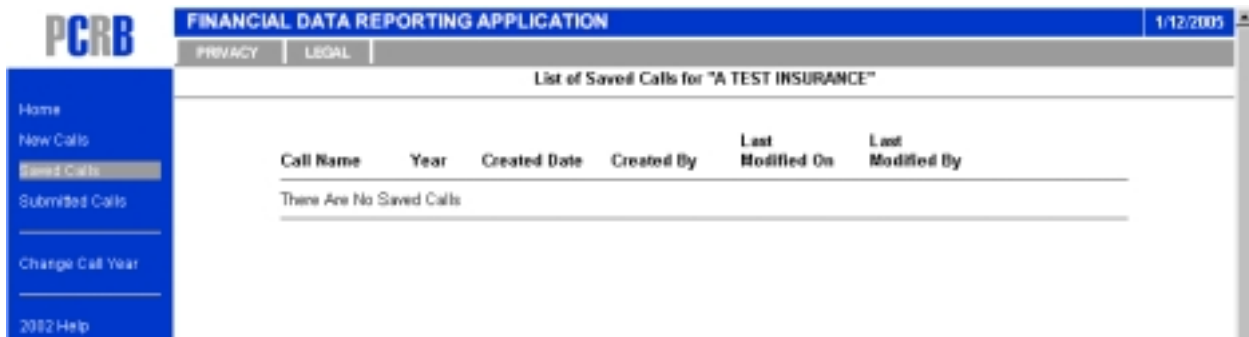 PCRB
FINANCIAL DATA REPORTING APPLICATION 1/12/2005
PRIVACY LEGAL
List of Saved Calls for "A TEST INSURANCE"
Home
New Calls
Saved Calls
Submitted Calls
Change Call Year
2002 Help
Call Name Year Created Date Created By Last Modified On Last Modified By
There Are No Saved Calls